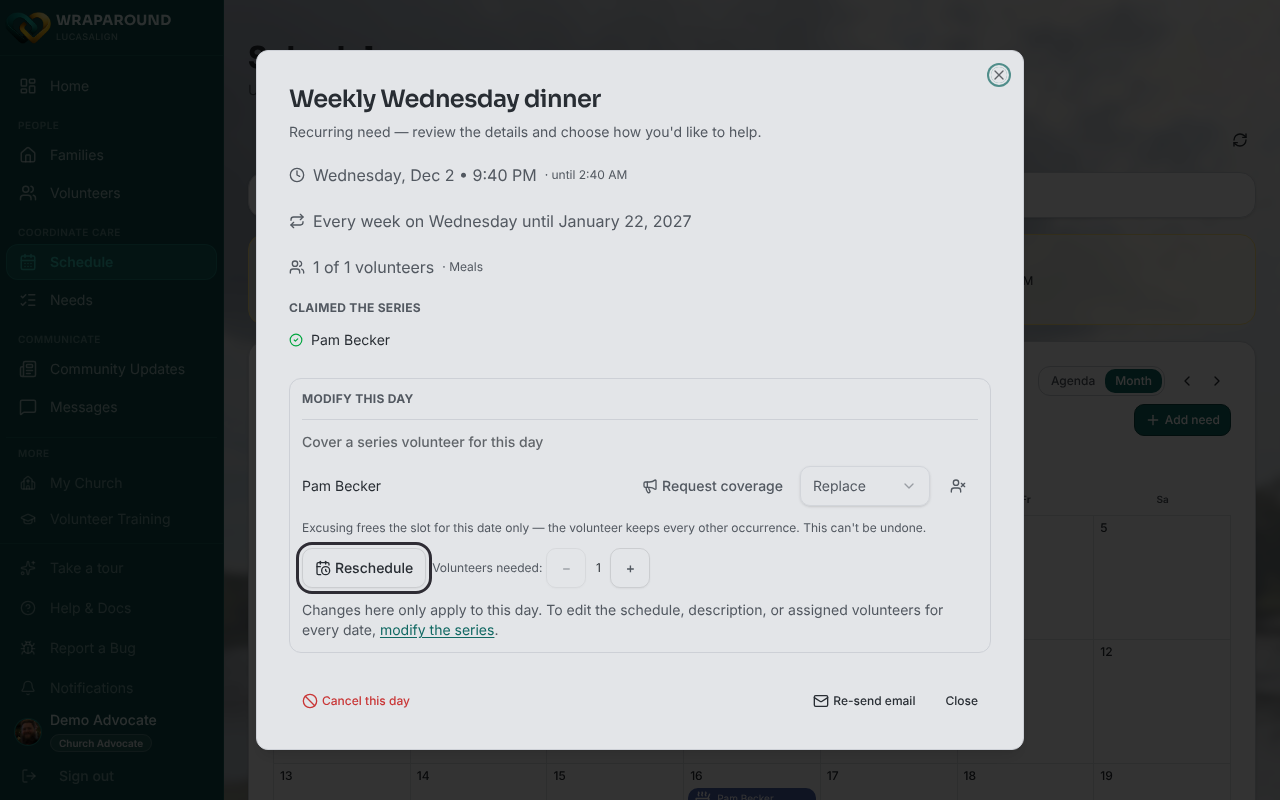 WRAPAROUND
LUCASALION
Home
PEOPLE
Families
Volunteers
COORDINATE CARE
Schedule
Needs
COMMUNICATE
Community Updates
Messages
MORE
My Church
Volunteer Training
Take a tour
Help & Docs
Report a Bug
Notifications
Demo Advocate
Church Advocate
Sign out
Weekly Wednesday dinner
Recurring need — review the details and choose how you'd like to help.
Wednesday, Dec 2 • 9:40 PM · until 2:40 AM
Every week on Wednesday until January 22, 2027
1 of 1 volunteers · Meals
CLAIMED THE SERIES
Pam Becker
MODIFY THIS DAY
Cover a series volunteer for this day
Pam Becker Request coverage Replace
Excusing frees the slot for this date only — the volunteer keeps every other occurrence. This can't be undone.
Reschedule Volunteers needed: − 1 +
Changes here only apply to this day. To edit the schedule, description, or assigned volunteers for
every date, modify the series.
Cancel this day Re-send email Close
Agenda Month
+ Add need
Fr Sa
5
12
13 14 15 16 17 18 19
Pam Becker